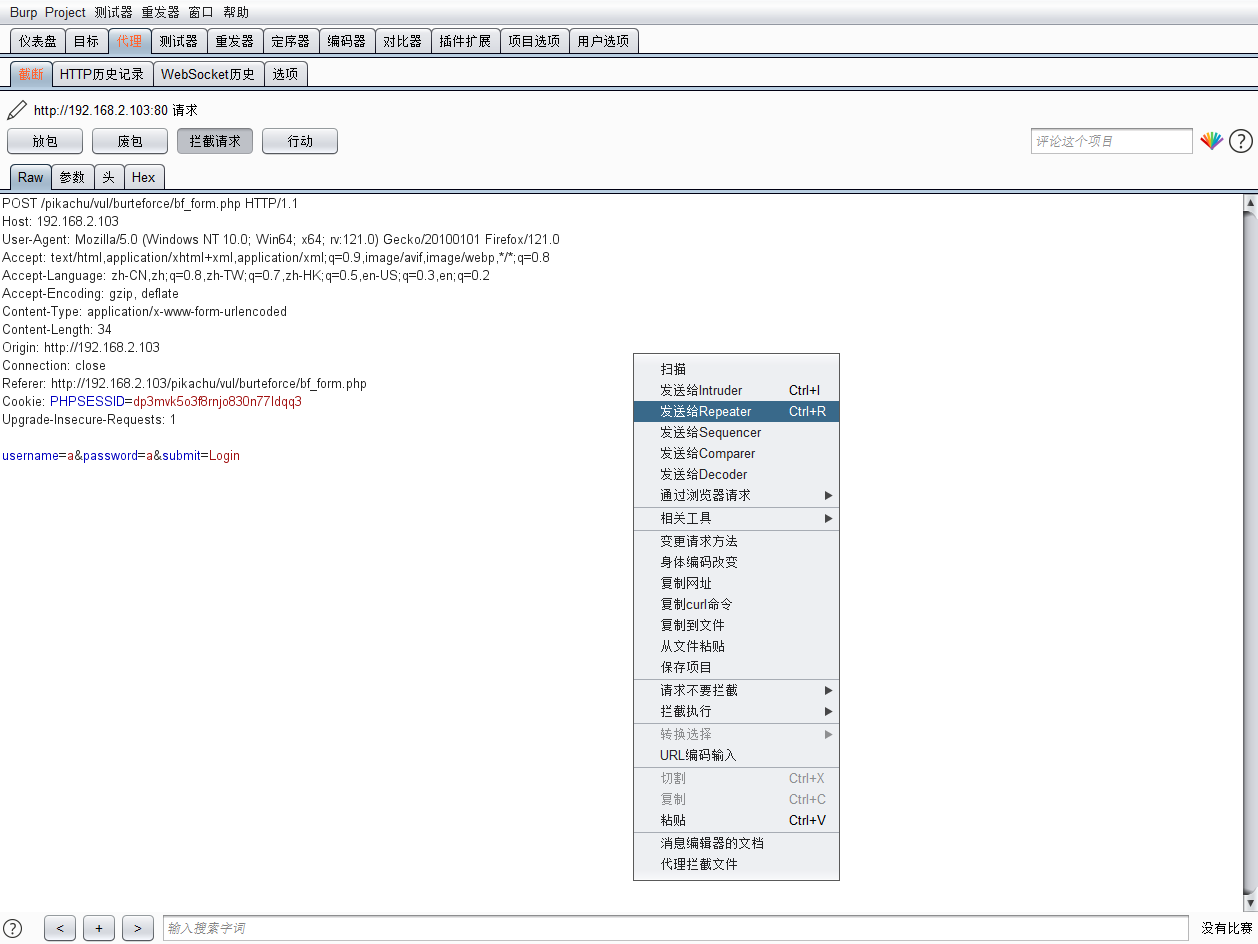 Burp Project 测试器 重发器 窗口 帮助
仪表盘 目标 代理 测试器 重发器 定序器 编码器 对比器 插件扩展 项目选项 用户选项
截断 HTTP历史记录 WebSocket历史 选项
http://192.168.2.103:80 请求
放包 废包 拦截请求 行动 评论这个项目 ?
Raw 参数 头 Hex
POST /pikachu/vul/burteforce/bf_form.php HTTP/1.1
Host: 192.168.2.103
User-Agent: Mozilla/5.0 (Windows NT 10.0; Win64; x64; rv:121.0) Gecko/20100101 Firefox/121.0
Accept: text/html,application/xhtml+xml,application/xml;q=0.9,image/avif,image/webp,*/*;q=0.8
Accept-Language: zh-CN,zh;q=0.8,zh-TW;q=0.7,zh-HK;q=0.5,en-US;q=0.3,en;q=0.2
Accept-Encoding: gzip, deflate
Content-Type: application/x-www-form-urlencoded
Content-Length: 34
Origin: http://192.168.2.103
Connection: close
Referer: http://192.168.2.103/pikachu/vul/burteforce/bf_form.php
Cookie: PHPSESSID=dp3mvk5o3f8rnjo830n77ldqq3
Upgrade-Insecure-Requests: 1
username=a&password=a&submit=Login
扫描
发送给Intruder Ctrl+I
发送给Repeater Ctrl+R
发送给Sequencer
发送给Comparer
发送给Decoder
通过浏览器请求
相关工具
变更请求方法
身体编码改变
复制网址
复制curl命令
复制到文件
从文件粘贴
保存项目
请求不要拦截
拦截执行
转换选择
URL编码输入
切割 Ctrl+X
复制 Ctrl+C
粘贴 Ctrl+V
消息编辑器的文档
代理拦截文件
? < + > 输入搜索字词 没有比赛